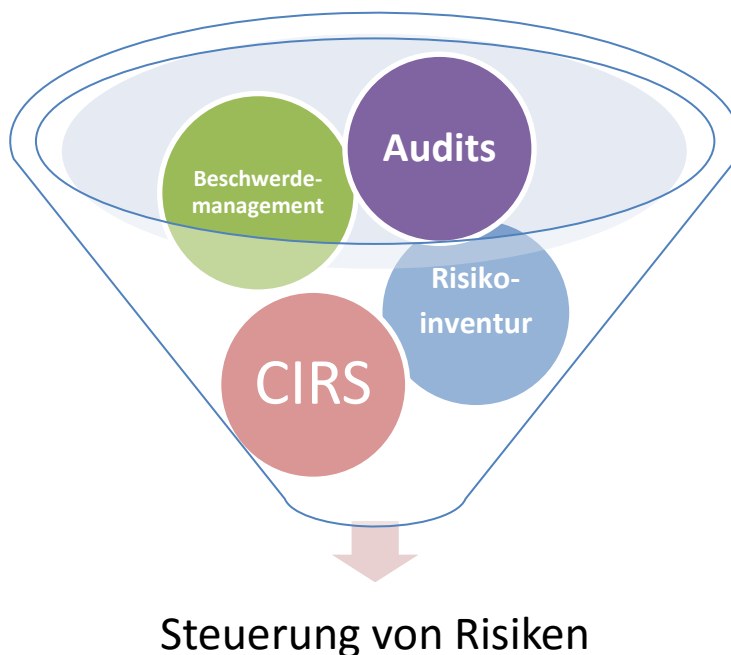 Audits
Beschwerde-
management
Risiko-
inventur
CIRS
Steuerung von Risiken